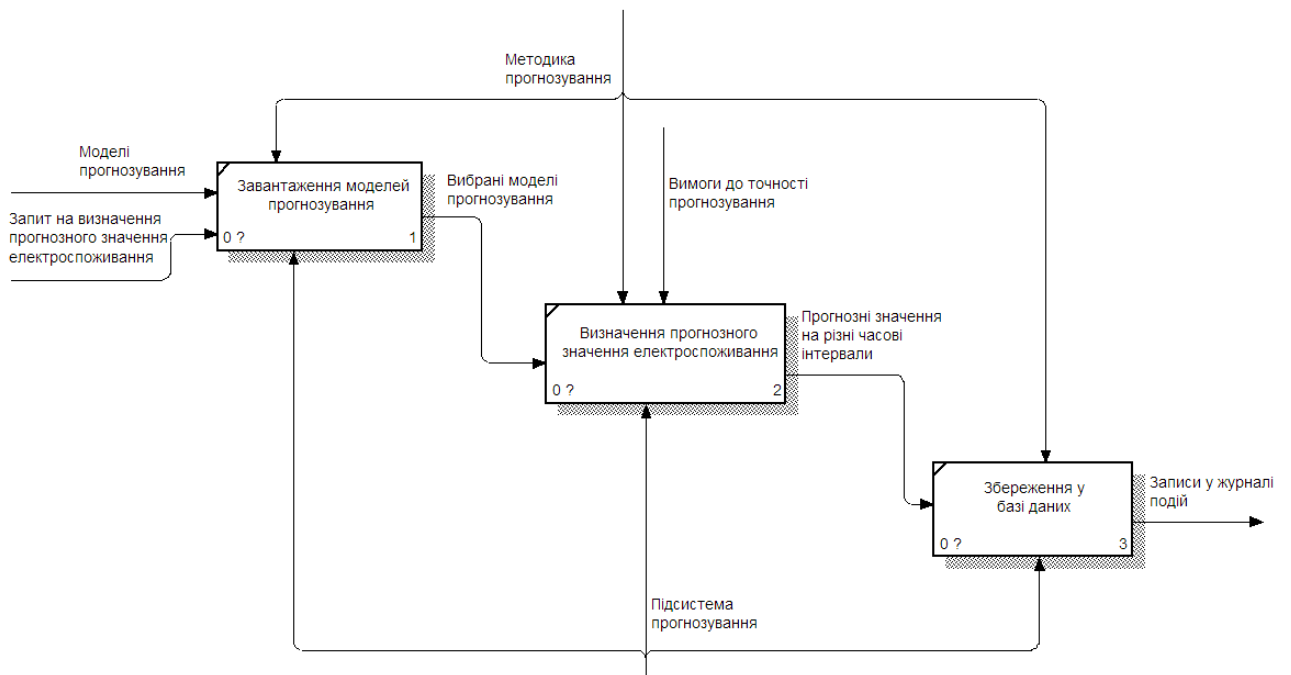 Методика
прогнозування
Моделі
прогнозування
Запит на визначення
прогнозного значення
електроспоживання
Завантаження моделей
прогнозування
0 ?
1
Вибрані моделі
прогнозування
Вимоги до точності
прогнозування
Визначення прогнозного
значення електроспоживання
0 ?
2
Прогнозні значення
на різні часові
інтервали
Збереження у
базі даних
0 ?
3
Записи у журналі
подій
Підсистема
прогнозування